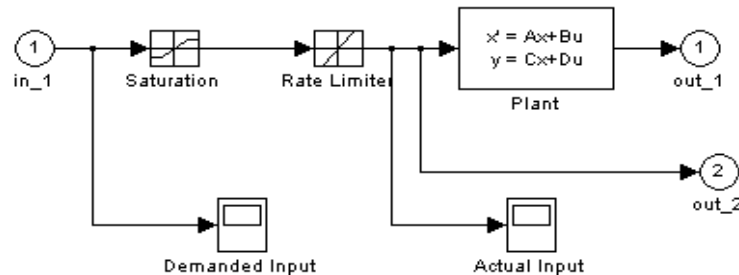 1
in_1
Saturation
Rate Limiter
x' = Ax+Bu
y = Cx+Du
Plant
1
out_1
2
out_2
Demanded Input
Actual Input